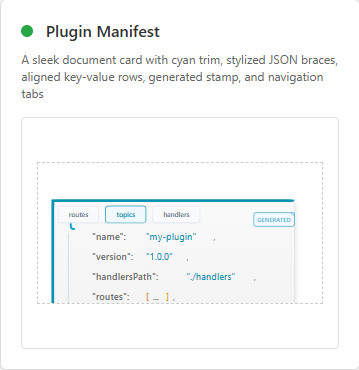 Plugin Manifest
A sleek document card with cyan trim, stylized JSON braces,
aligned key-value rows, generated stamp, and navigation
tabs
routes topics handlers
GENERATED
"name": "my-plugin" ,
"version": "1.0.0" ,
"handlersPath": "./handlers" ,
"routes": [ … ] ,